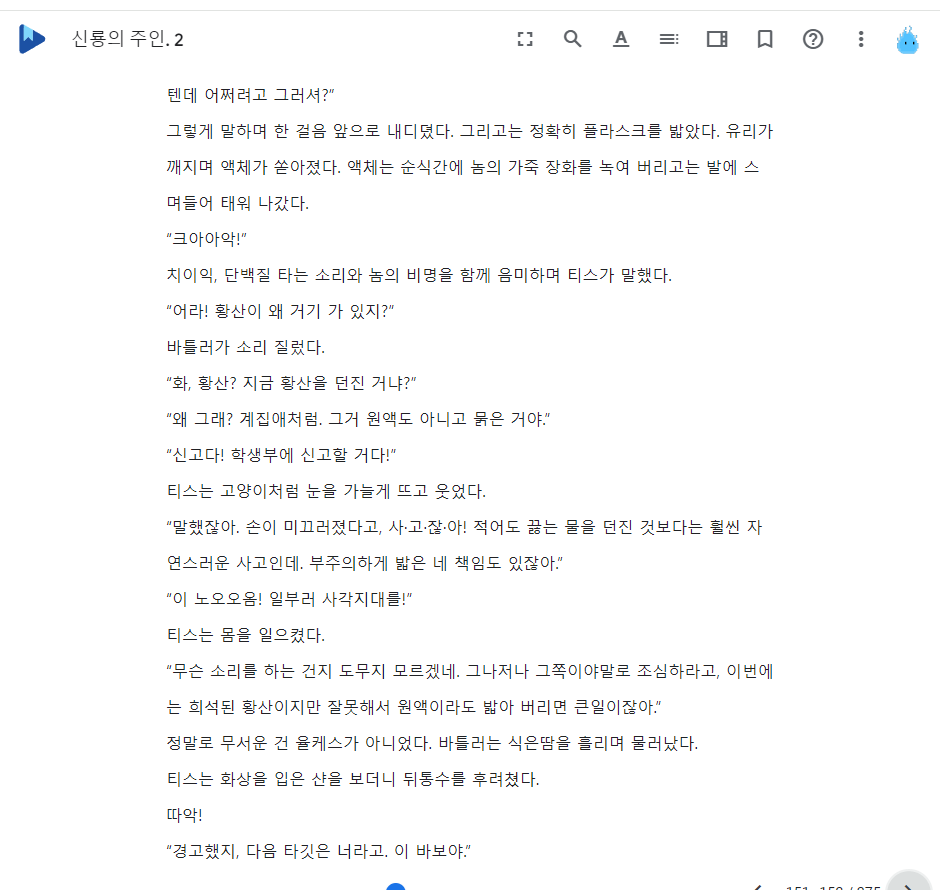 신룡의 주인. 2
텐데 어쩌려고 그러셔?”
그렇게 말하며 한 걸음 앞으로 내디뎠다. 그리고는 정확히 플라스크를 밟았다. 유리가
깨지며 액체가 쏟아졌다. 액체는 순식간에 놈의 가죽 장화를 녹여 버리고는 발에 스
며들어 태워 나갔다.
“크아아악!”
치이익, 단백질 타는 소리와 놈의 비명을 함께 음미하며 티스가 말했다.
“어라! 황산이 왜 거기 가 있지?”
바틀러가 소리 질렀다.
“화, 황산? 지금 황산을 던진 거냐?”
“왜 그래? 계집애처럼. 그거 원액도 아니고 묽은 거야.”
“신고다! 학생부에 신고할 거다!”
티스는 고양이처럼 눈을 가늘게 뜨고 웃었다.
“말했잖아. 손이 미끄러졌다고, 사·고·잖·아! 적어도 끓는 물을 던진 것보다는 훨씬 자
연스러운 사고인데. 부주의하게 밟은 네 책임도 있잖아.”
“이 노오오옴! 일부러 사각지대를!”
티스는 몸을 일으켰다.
“무슨 소리를 하는 건지 도무지 모르겠네. 그나저나 그쪽이야말로 조심하라고, 이번에
는 희석된 황산이지만 잘못해서 원액이라도 밟아 버리면 큰일이잖아.”
정말로 무서운 건 율케스가 아니었다. 바틀러는 식은땀을 흘리며 물러났다.
티스는 화상을 입은 샨을 보더니 뒤통수를 후려쳤다.
따악!
“경고했지, 다음 타깃은 너라고. 이 바보야.”